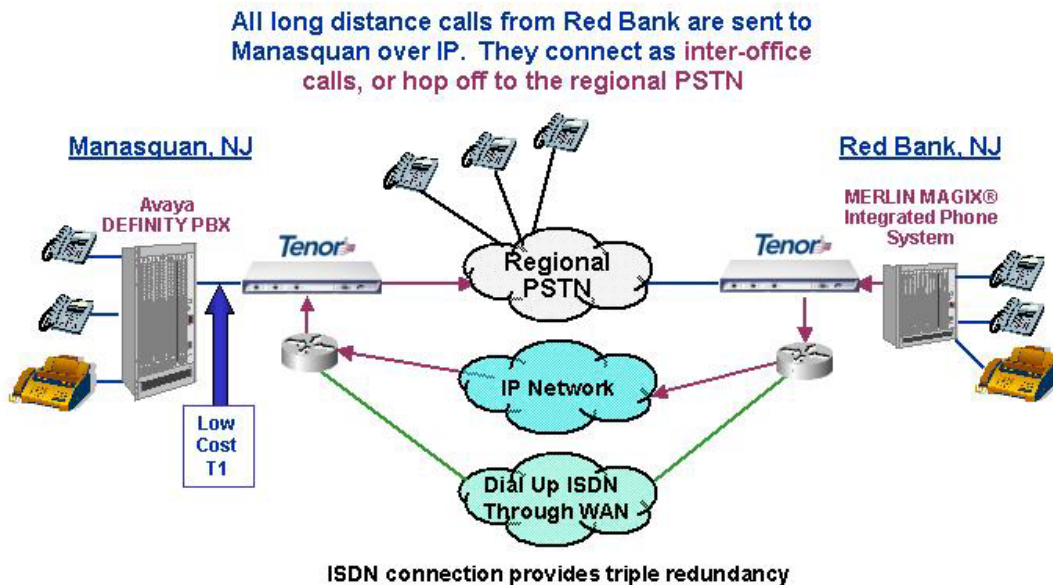 All long distance calls from Red Bank are sent to
Manasquan over IP. They connect as inter-office
calls, or hop off to the regional PSTN
Manasquan, NJ
Red Bank, NJ
Avaya
DEFINITY PBX
MERLIN MAGIX®
Integrated Phone
System
Tenor
Tenor
Regional
PSTN
IP Network
Low
Cost
T1
Dial Up ISDN
Through WAN
ISDN connection provides triple redundancy